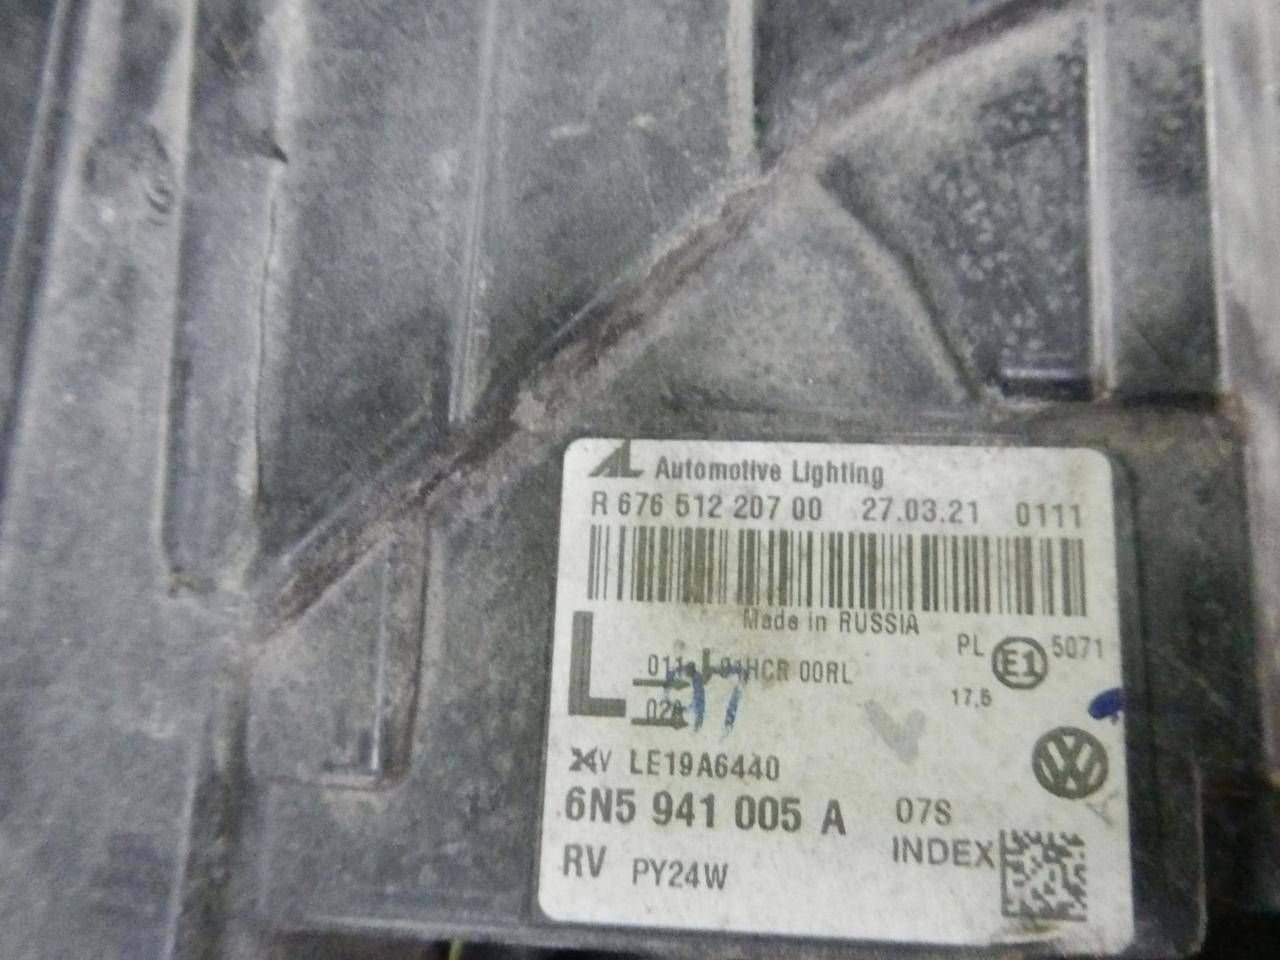 AL Automotive Lighting
R 676 512 207 00 27.03.21 0111
Made in RUSSIA
L
HCR 00RL
PL E1 5071
17,5
LE19A6440
6N5 941 005 A 07S
INDEX
RV PY24W